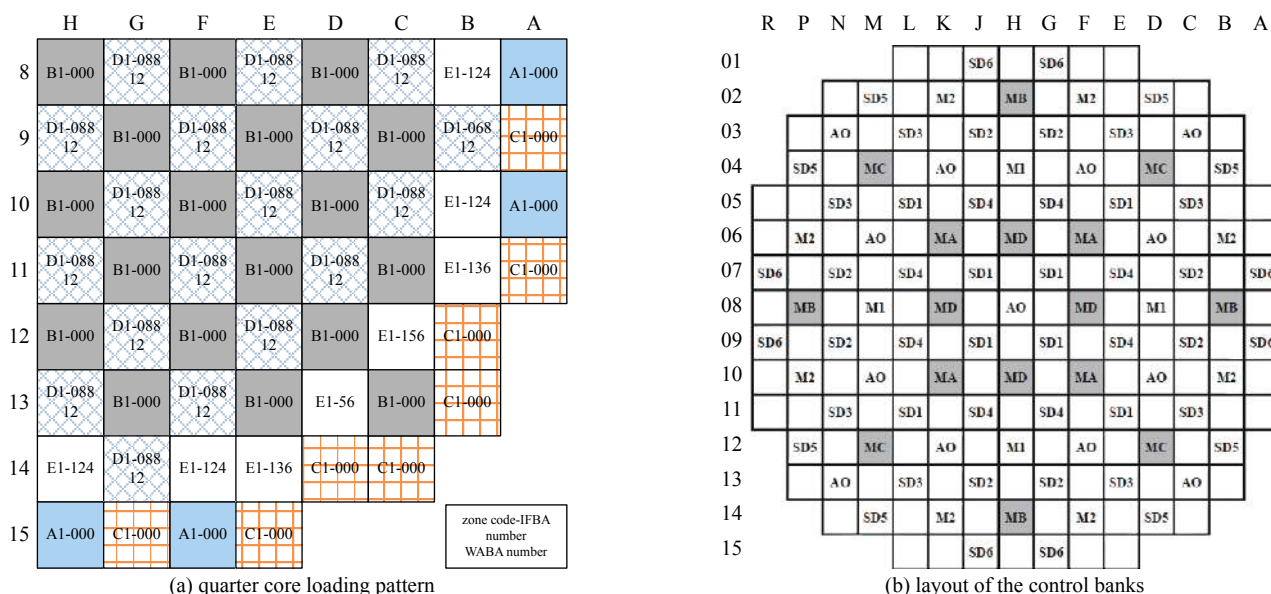 H G F E D C B A
8 B1-000 D1-088 12 B1-000 D1-088 12 B1-000 D1-088 12 E1-124 A1-000
9 D1-088 12 B1-000 D1-088 12 B1-000 D1-088 12 B1-000 D1-068 12 C1-000
10 B1-000 D1-088 12 B1-000 D1-088 12 B1-000 D1-088 12 E1-124 A1-000
11 D1-088 12 B1-000 D1-088 12 B1-000 D1-088 12 B1-000 E1-136 C1-000
12 B1-000 D1-088 12 B1-000 D1-088 12 B1-000 E1-156 C1-000
13 D1-088 12 B1-000 D1-088 12 B1-000 E1-56 B1-000 C1-000
14 E1-124 D1-088 12 E1-124 E1-136 C1-000 C1-000
15 A1-000 C1-000 A1-000 C1-000
zone code-IFBA
number
WABA number
(a) quarter core loading pattern
R P N M L K J H G F E D C B A
01 SD6 SD6
02 SD5 M2 MB M2 SD5
03 AO SD3 SD2 SD2 SD3 AO
04 SD5 MC AO M1 AO MC SD5
05 SD3 SD1 SD4 SD4 SD1 SD3
06 M2 AO MA MD MA AO M2
07 SD6 SD2 SD4 SD1 SD1 SD4 SD2 SD6
08 MB M1 MD AO MD M1 MB
09 SD6 SD2 SD4 SD1 SD1 SD4 SD2 SD6
10 M2 AO MA MD MA AO M2
11 SD3 SD1 SD4 SD4 SD1 SD3
12 SD5 MC AO M1 AO MC SD5
13 AO SD3 SD2 SD2 SD3 AO
14 SD5 M2 MB M2 SD5
15 SD6 SD6
(b) layout of the control banks